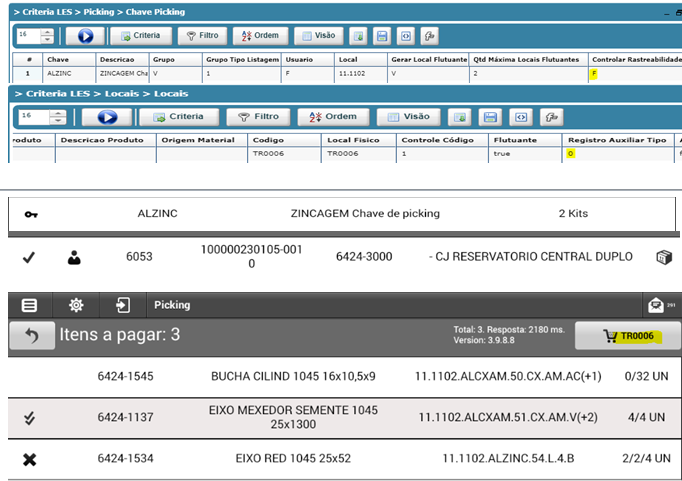 > Criteria LES > Picking > Chave Picking
16 Criteria Filtro Ordem Visão
# Chave Descricao Grupo Grupo Tipo Listagem Usuario Local Gerar Local Flutuante Qtd Máxima Locais Flutuantes Controlar Rastreabilidade
1 ALZINC ZINCAGEM Cha V 1 F 11.1102 V 2 F
> Criteria LES > Locais > Locais
16 Criteria Filtro Ordem Visão
roduto Descricao Produto Origem Material Codigo Local Fisico Controle Código Flutuante Registro Auxiliar Tipo
TR0006 TR0006 1 true 0
ALZINC ZINCAGEM Chave de picking 2 Kits
6053 100000230105-001 6424-3000 - CJ RESERVATORIO CENTRAL DUPLO
0
Picking 391
Itens a pagar: 3 Total: 3. Resposta: 2180 ms. TR0006
Version: 3.9.8.8
6424-1545 BUCHA CILIND 1045 16x10,5x9 11.1102.ALCXAM.50.CX.AM.AC(+1) 0/32 UN
6424-1137 EIXO MEXEDOR SEMENTE 1045 11.1102.ALCXAM.51.CX.AM.V(+2) 4/4 UN
25x1300
6424-1534 EIXO RED 1045 25x52 11.1102.ALZINC.54.L.4.B 2/2/4 UN